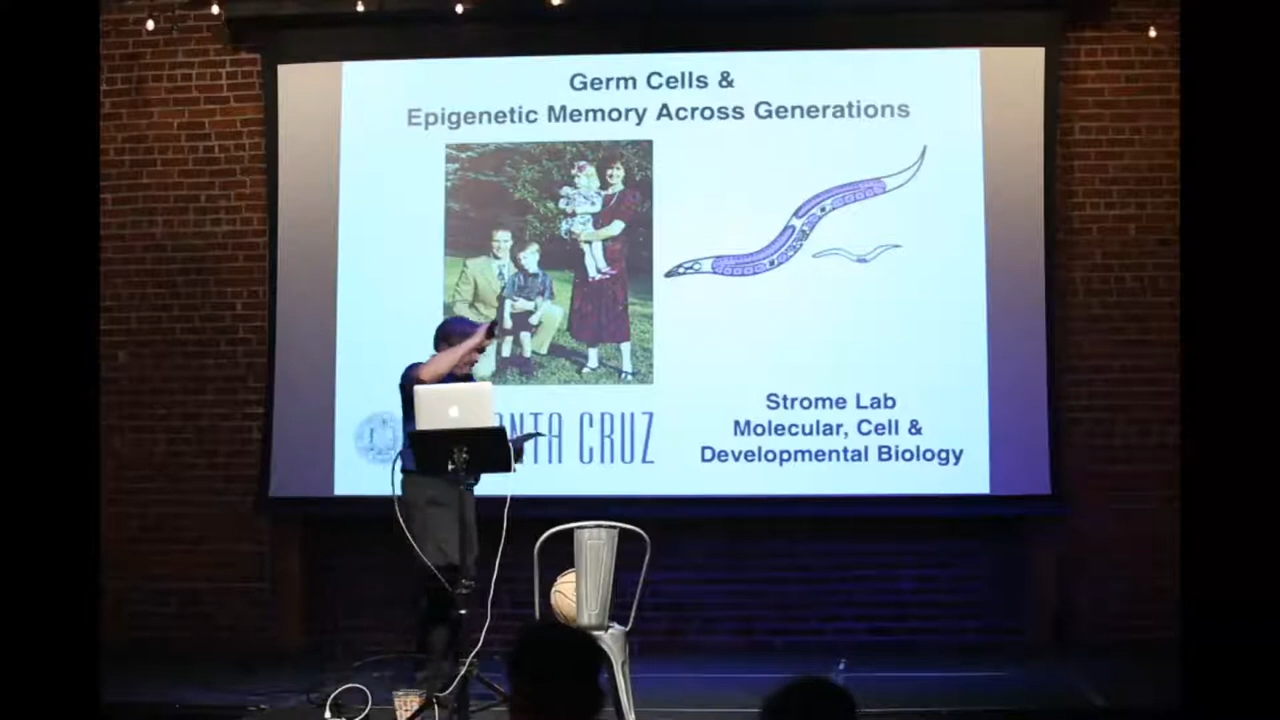 Germ Cells &
Epigenetic Memory Across Generations
NTA CRUZ
Strome Lab
Molecular, Cell &
Developmental Biology